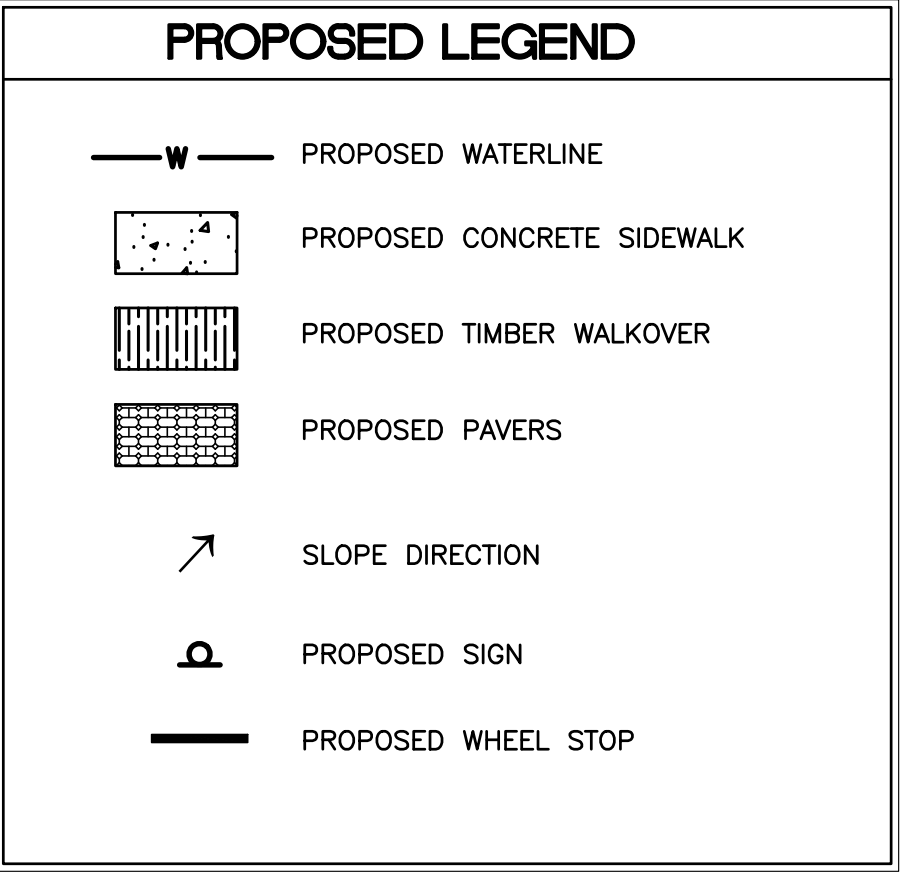 PROPOSED LEGEND
W PROPOSED WATERLINE
PROPOSED CONCRETE SIDEWALK
PROPOSED TIMBER WALKOVER
PROPOSED PAVERS
SLOPE DIRECTION
PROPOSED SIGN
PROPOSED WHEEL STOP